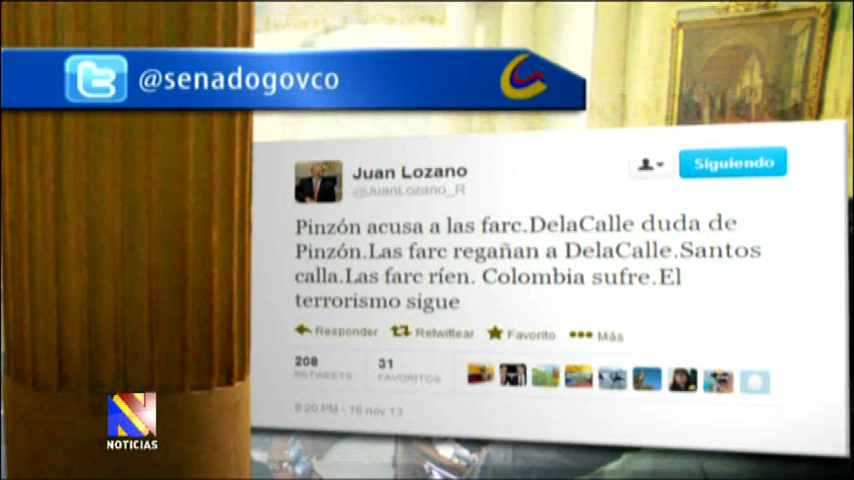 @senadogovco
Juan Lozano
@JuanLozano_R
Siguiendo
Pinzón acusa a las farc.DelaCalle duda de
Pinzón.Las farc regañan a DelaCalle.Santos
calla.Las farc ríen. Colombia sufre.El
terrorismo sigue
Responder Retwittear Favorito Más
208 31
RETWEETS FAVORITOS
8:20 PM - 18 nov 13
N
NOTICIAS